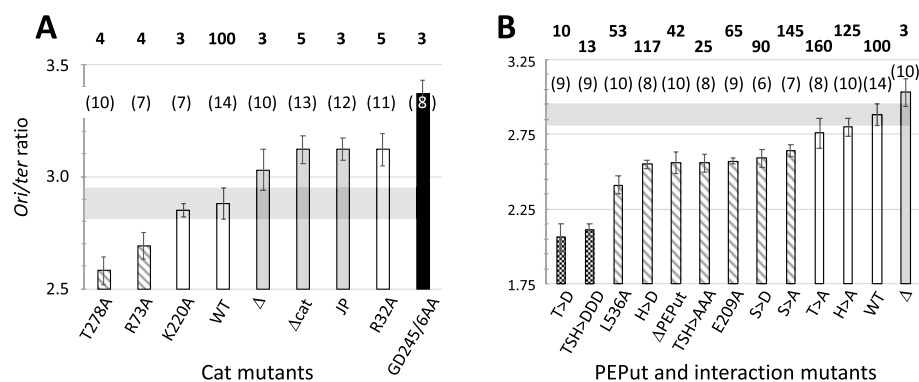 A
4 4 3 100 3 5 3 5 3
3.5
(10) (7) (7) (14) (10) (13) (12) (11) (8)
3.0
2.5
Ori/ter ratio
T278A R73A K220A WT Δ Δcat JP R32A GD245/6AA
Cat mutants
B
10 53 42 65 145 125 3
13 117 25 90 160 100
3.25
(10)
(9) (9) (10) (8) (10) (8) (9) (6) (7) (8) (10) (14)
2.75
2.25
1.75
T>D TSH>DDD L536A H>D ΔPEPut TSH>AAA E209A S>D S>A T>A H>A WT Δ
PEPut and interaction mutants